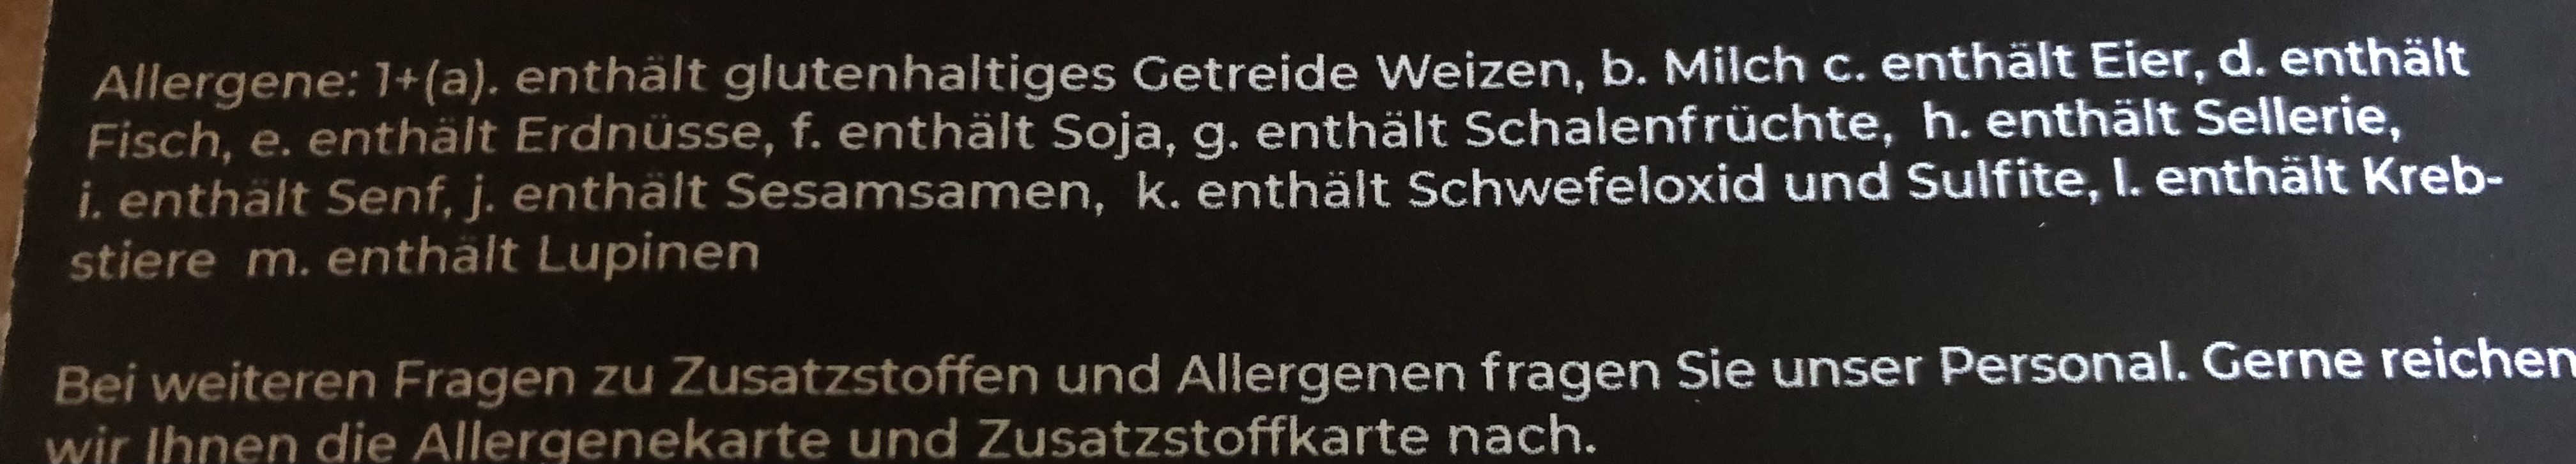 Allergene: 1+(a). enthält glutenhaltiges Getreide Weizen, b. Milch c. enthält Eier, d. enthält
Fisch, e. enthält Erdnüsse, f. enthält Soja, g. enthält Schalenfrüchte, h. enthält Sellerie,
i. enthält Senf, j. enthält Sesamsamen, k. enthält Schwefeloxid und Sulfite, l. enthält Kreb-
stiere m. enthält Lupinen
Bei weiteren Fragen zu Zusatzstoffen und Allergenen fragen Sie unser Personal. Gerne reichen
wir Ihnen die Allergenekarte und Zusatzstoffkarte nach.